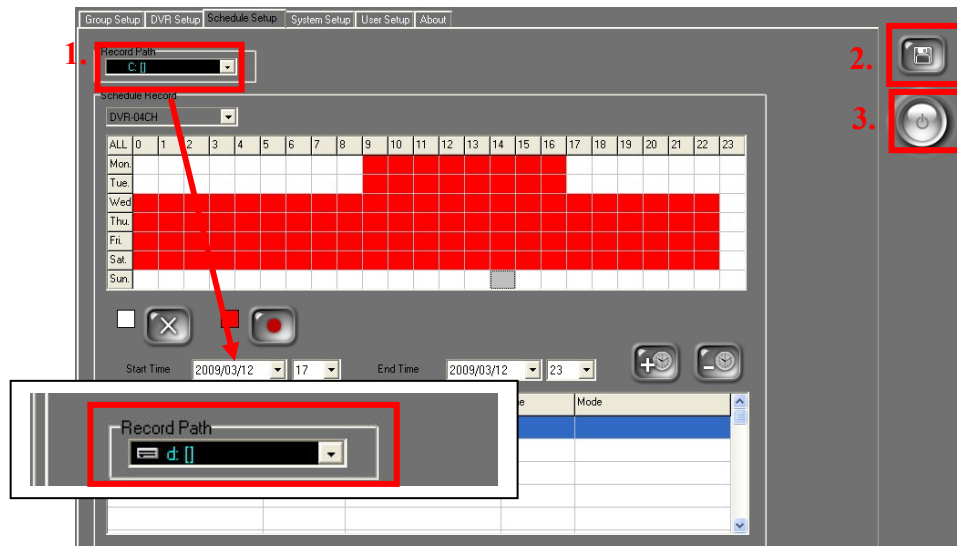 Group Setup DVR Setup Schedule Setup System Setup User Setup About
1.
Record Path
C: []
2.
3.
Schedule Record
DVR-04CH
ALL 0 1 2 3 4 5 6 7 8 9 10 11 12 13 14 15 16 17 18 19 20 21 22 23
Mon.
Tue.
Wed
Thu.
Fri.
Sat.
Sun.
Start Time 2009/03/12 17 End Time 2009/03/12 23
Mode
Record Path
d: []